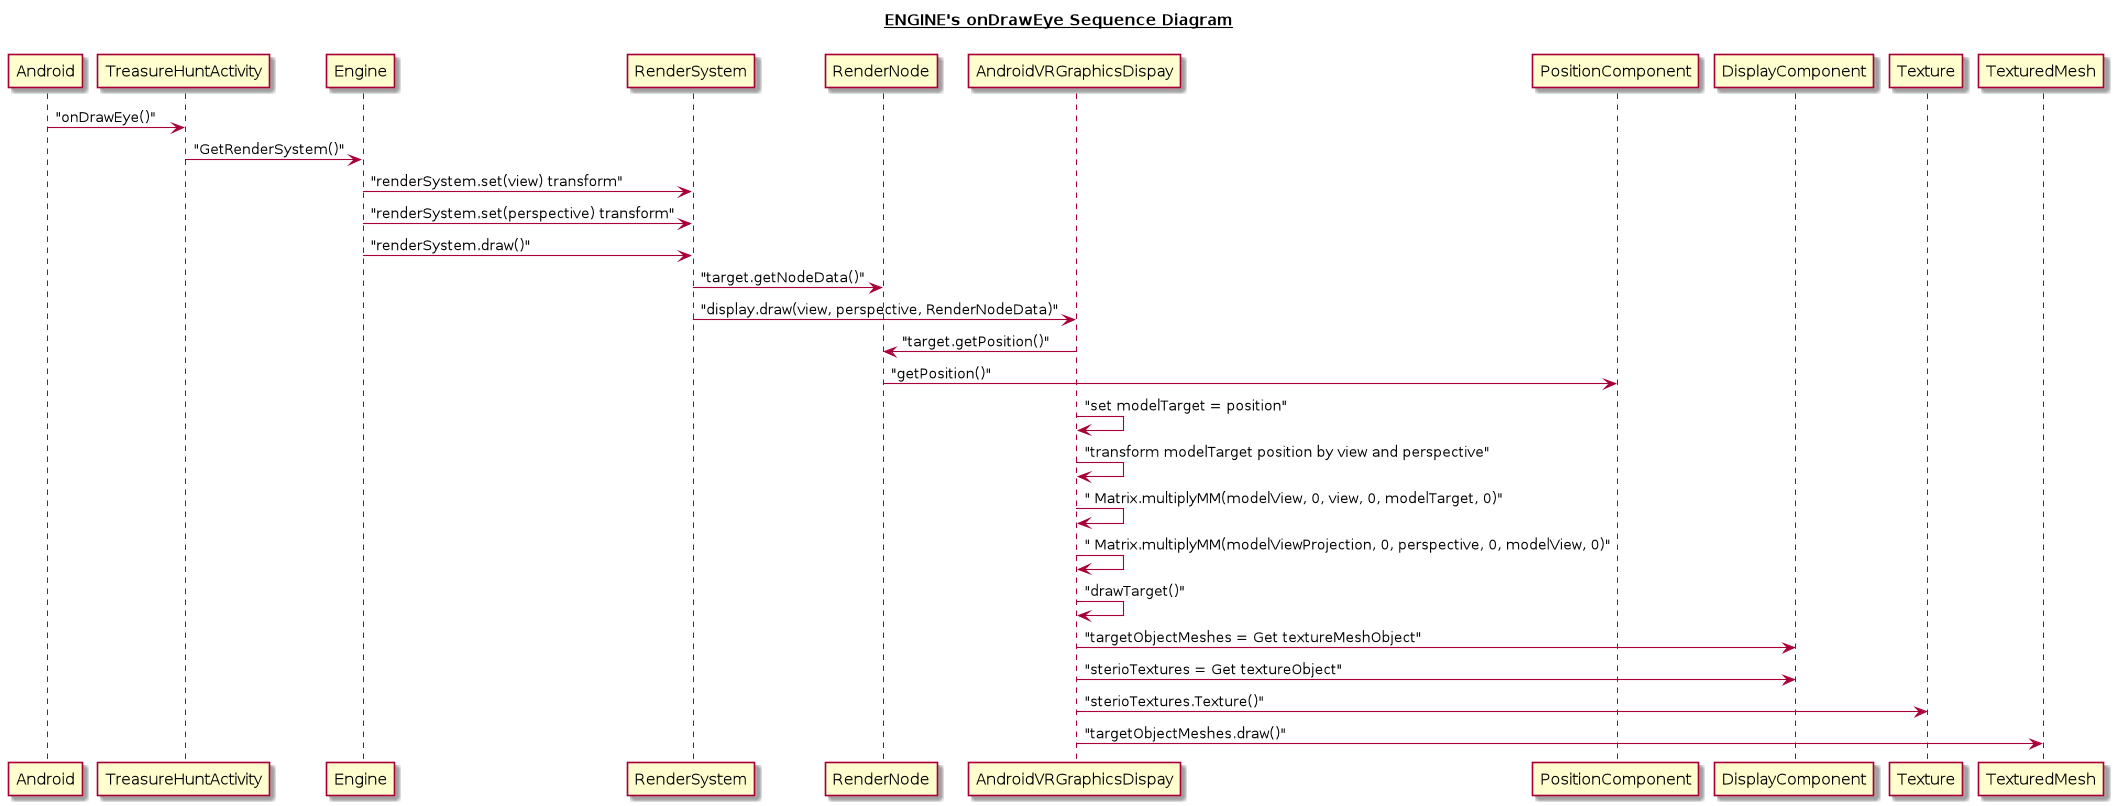 ENGINE's onDrawEye Sequence Diagram
Android TreasureHuntActivity Engine RenderSystem RenderNode AndroidVRGraphicsDispay PositionComponent DisplayComponent Texture TexturedMesh
"onDrawEye()"
"GetRenderSystem()"
"renderSystem.set(view) transform"
"renderSystem.set(perspective) transform"
"renderSystem.draw()"
"target.getNodeData()"
"display.draw(view, perspective, RenderNodeData)"
"target.getPosition()"
"getPosition()"
"set modelTarget = position"
"transform modelTarget position by view and perspective"
" Matrix.multiplyMM(modelView, 0, view, 0, modelTarget, 0)"
" Matrix.multiplyMM(modelViewProjection, 0, perspective, 0, modelView, 0)"
"drawTarget()"
"targetObjectMeshes = Get textureMeshObject"
"sterioTextures = Get textureObject"
"sterioTextures.Texture()"
"targetObjectMeshes.draw()"
Android TreasureHuntActivity Engine RenderSystem RenderNode AndroidVRGraphicsDispay PositionComponent DisplayComponent Texture TexturedMesh